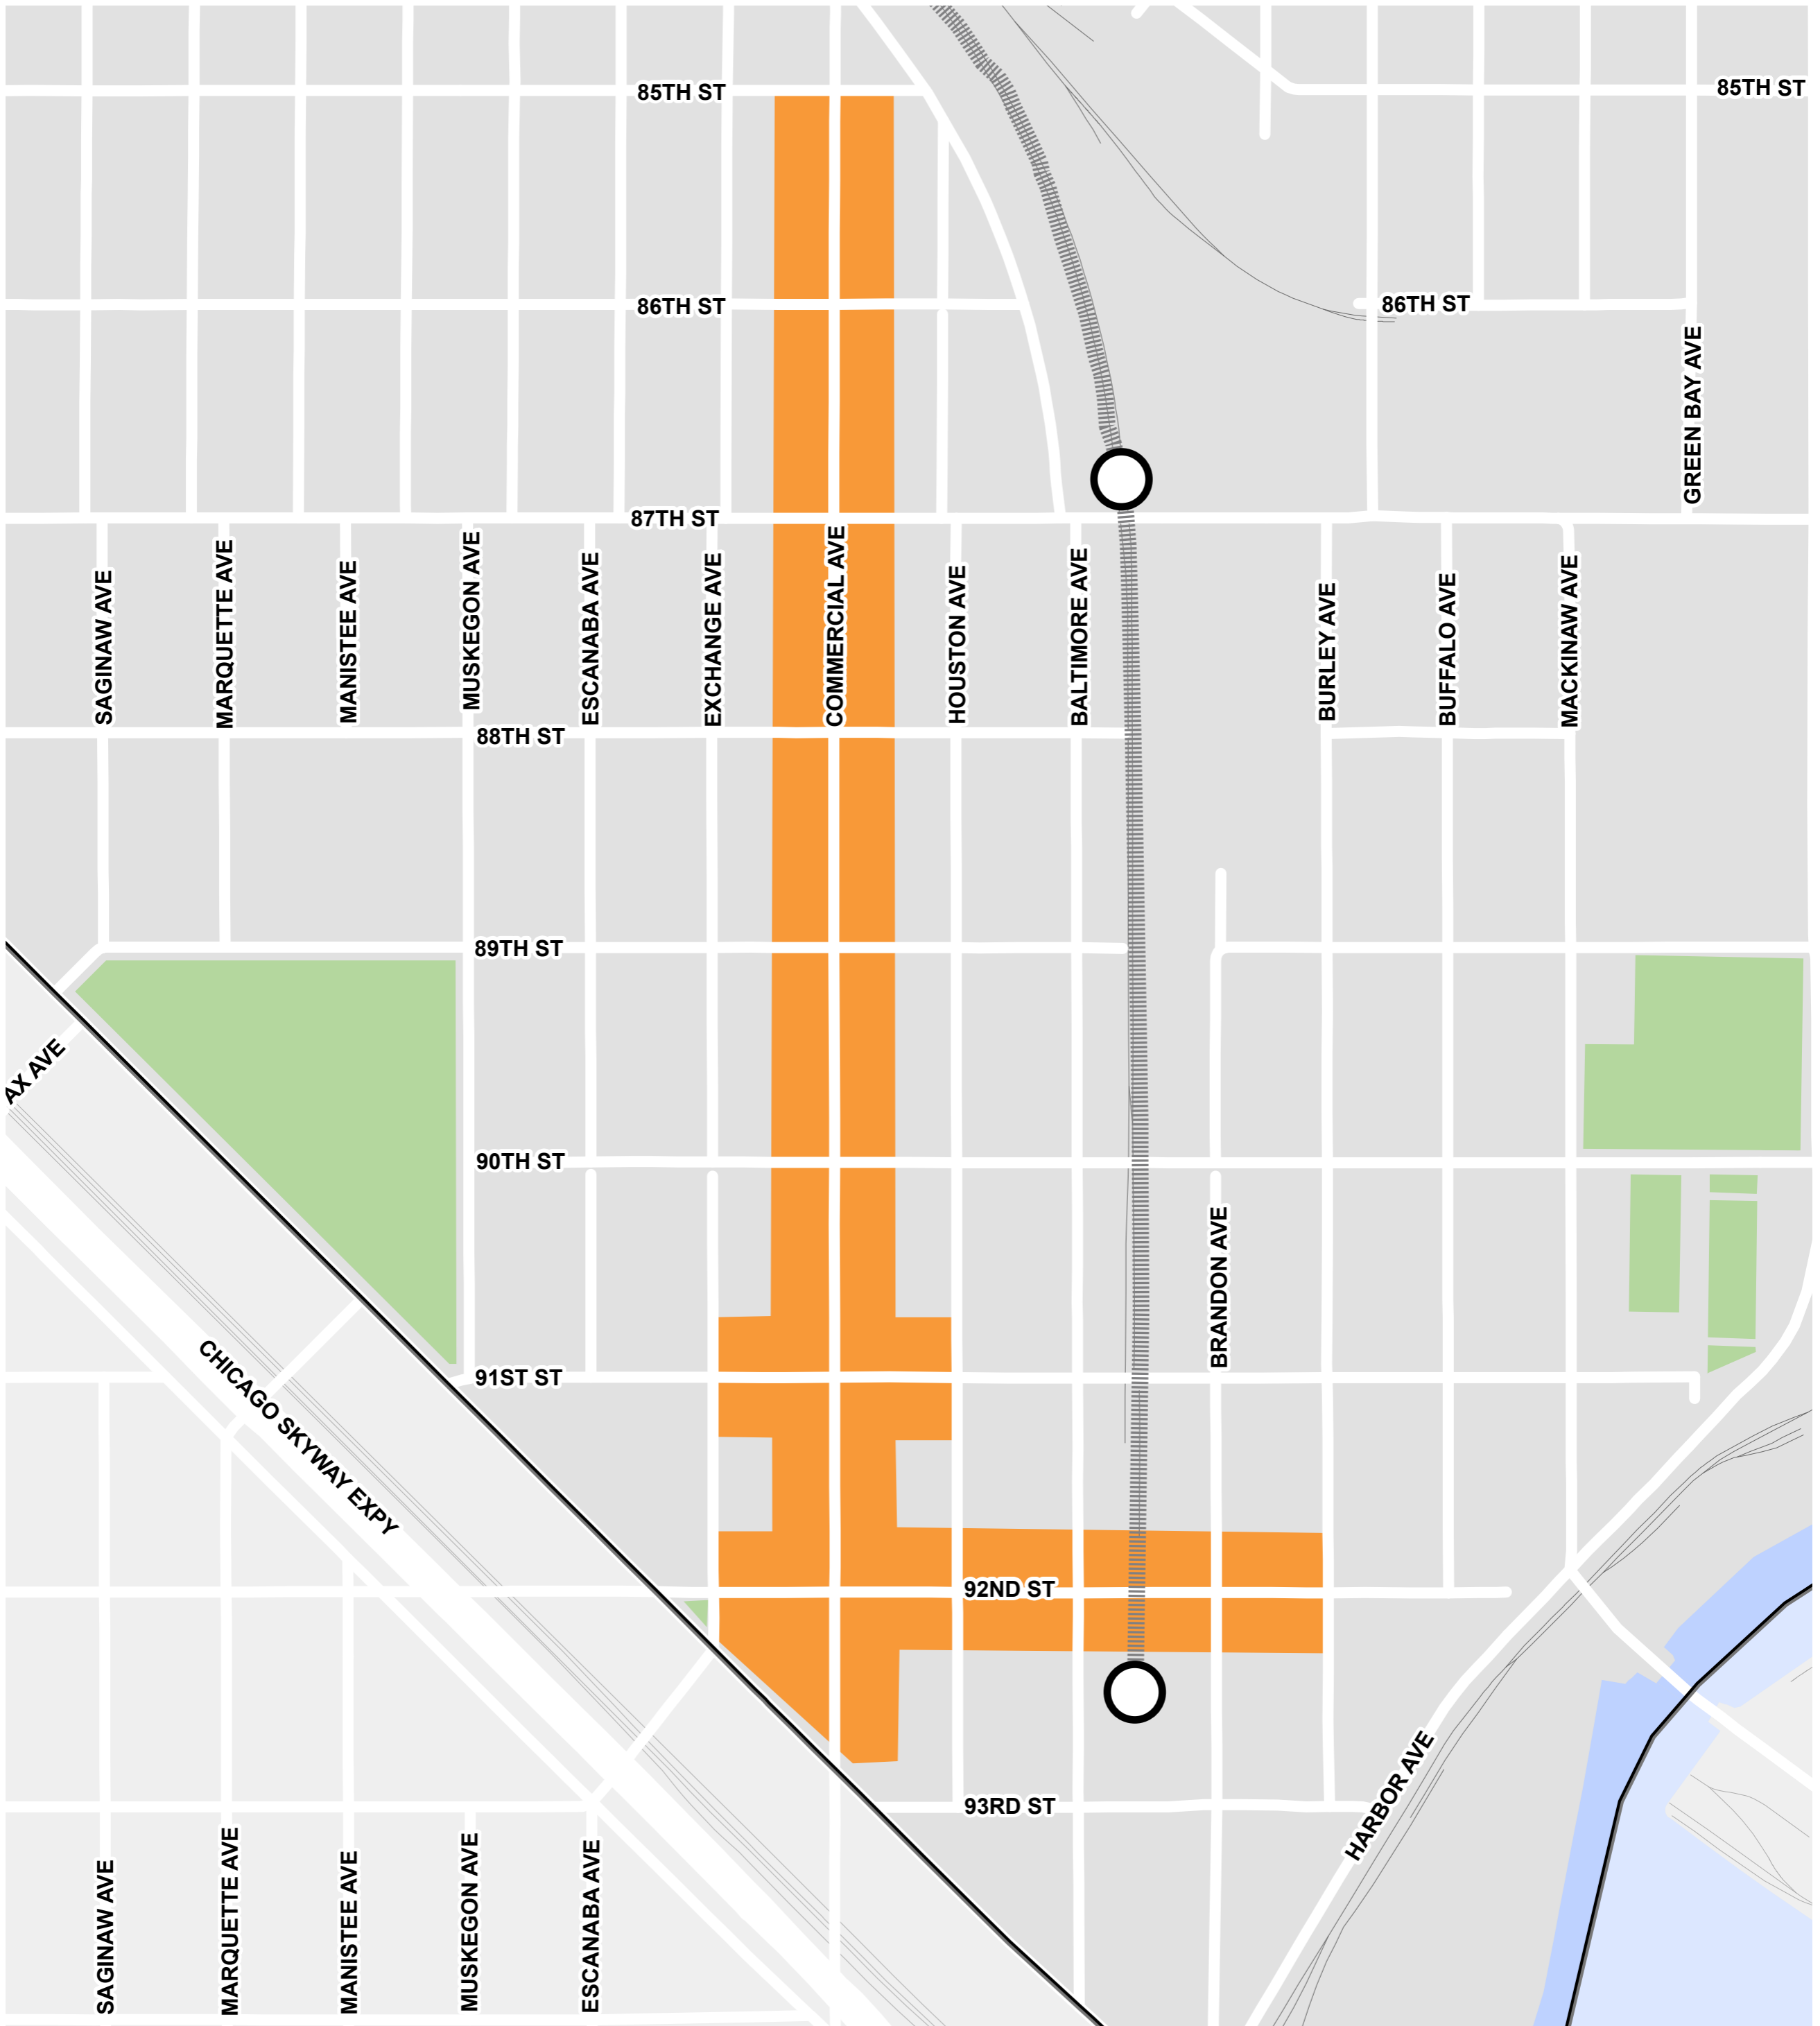 85TH ST
85TH ST
86TH ST
86TH ST
GREEN BAY AVE
87TH ST
SAGINAW AVE
MARQUETTE AVE
MANISTEE AVE
MUSKEGON AVE
ESCANABA AVE
EXCHANGE AVE
COMMERCIAL AVE
HOUSTON AVE
BALTIMORE AVE
BURLEY AVE
BUFFALO AVE
MACKINAW AVE
88TH ST
89TH ST
AX AVE
90TH ST
BRANDON AVE
91ST ST
CHICAGO SKYWAY EXPY
92ND ST
93RD ST
HARBOR AVE
SAGINAW AVE
MARQUETTE AVE
MANISTEE AVE
MUSKEGON AVE
ESCANABA AVE